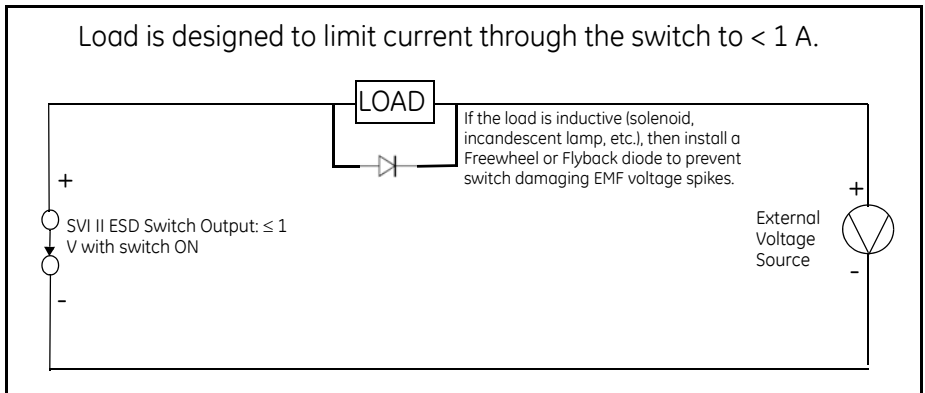 Load is designed to limit current through the switch to < 1 A.
LOAD
If the load is inductive (solenoid,
incandescent lamp, etc.), then install a
Freewheel or Flyback diode to prevent
switch damaging EMF voltage spikes.
+
SVI II ESD Switch Output: ≤ 1
V with switch ON
-
+
External
Voltage
Source
-